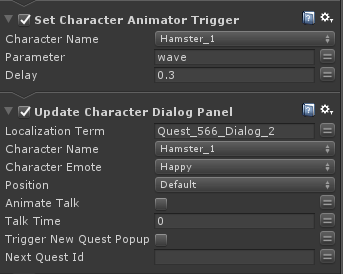 Set Character Animator Trigger
Character Name Hamster_1
Parameter wave
Delay 0.3
Update Character Dialog Panel
Localization Term Quest_566_Dialog_2
Character Name Hamster_1
Character Emote Happy
Position Default
Animate Talk
Talk Time 0
Trigger New Quest Popup
Next Quest Id